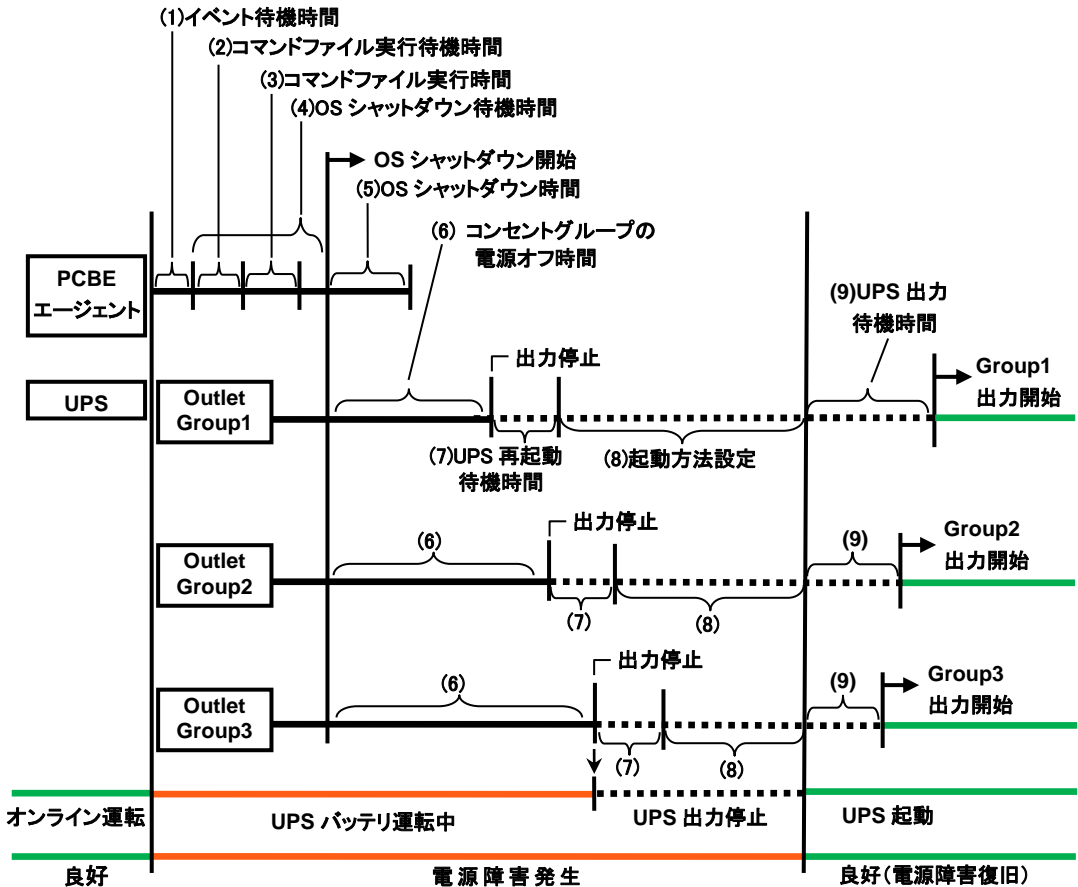 (1)イベント待機時間
(2)コマンドファイル実行待機時間
(3)コマンドファイル実行時間
(4)OS シャットダウン待機時間
OS シャットダウン開始
(5)OS シャットダウン時間
(6) コンセントグループの
電源オフ時間
PCBE
エージェント
(9)UPS 出力
待機時間
出力停止
Group1
出力開始
UPS
Outlet
Group1
(7)UPS 再起動
待機時間
(8)起動方法設定
出力停止
Group2
出力開始
Outlet
Group2
(6)
(9)
(7)
(8)
出力停止
Group3
出力開始
Outlet
Group3
(6)
(9)
(7)
(8)
オンライン運転
UPS バッテリ運転中
UPS 出力停止
UPS 起動
良好
電源障害発生
良好(電源障害復旧)